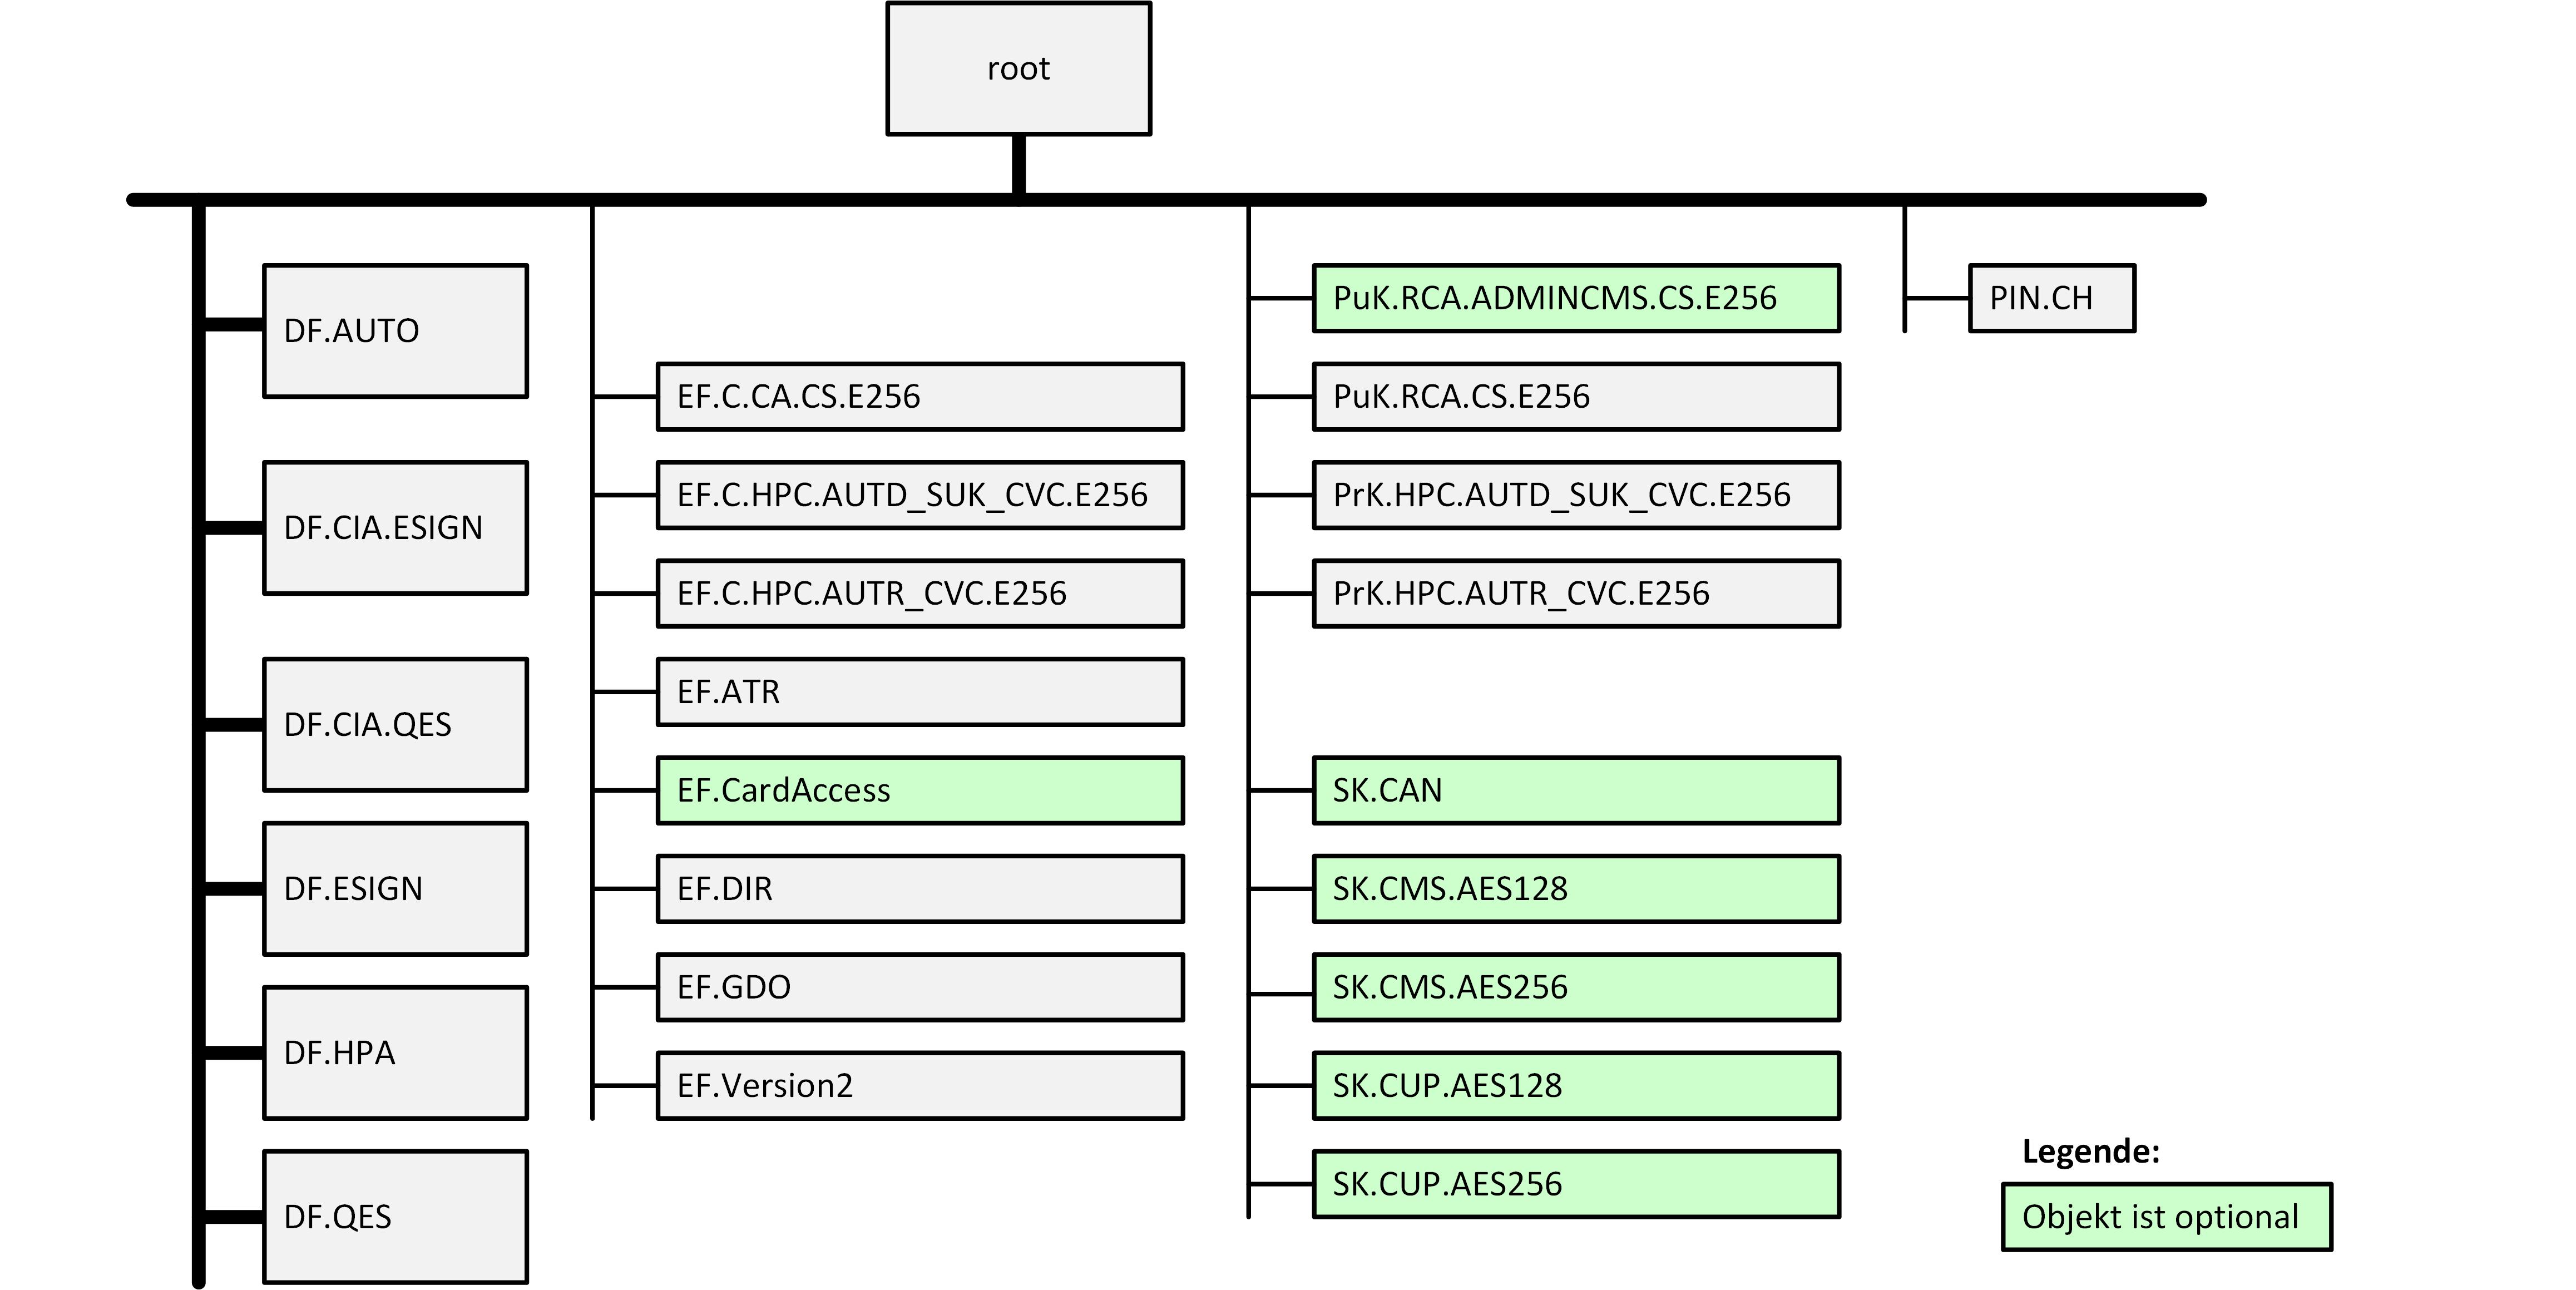 root
DF.AUTO
DF.CIA.ESIGN
DF.CIA.QES
DF.ESIGN
DF.HPA
DF.QES
EF.C.CA.CS.E256
EF.C.HPC.AUTD_SUK_CVC.E256
EF.C.HPC.AUTR_CVC.E256
EF.ATR
EF.CardAccess
EF.DIR
EF.GDO
EF.Version2
PuK.RCA.ADMINCMS.CS.E256
PuK.RCA.CS.E256
PrK.HPC.AUTD_SUK_CVC.E256
PrK.HPC.AUTR_CVC.E256
SK.CAN
SK.CMS.AES128
SK.CMS.AES256
SK.CUP.AES128
SK.CUP.AES256
PIN.CH
Legende:
Objekt ist optional